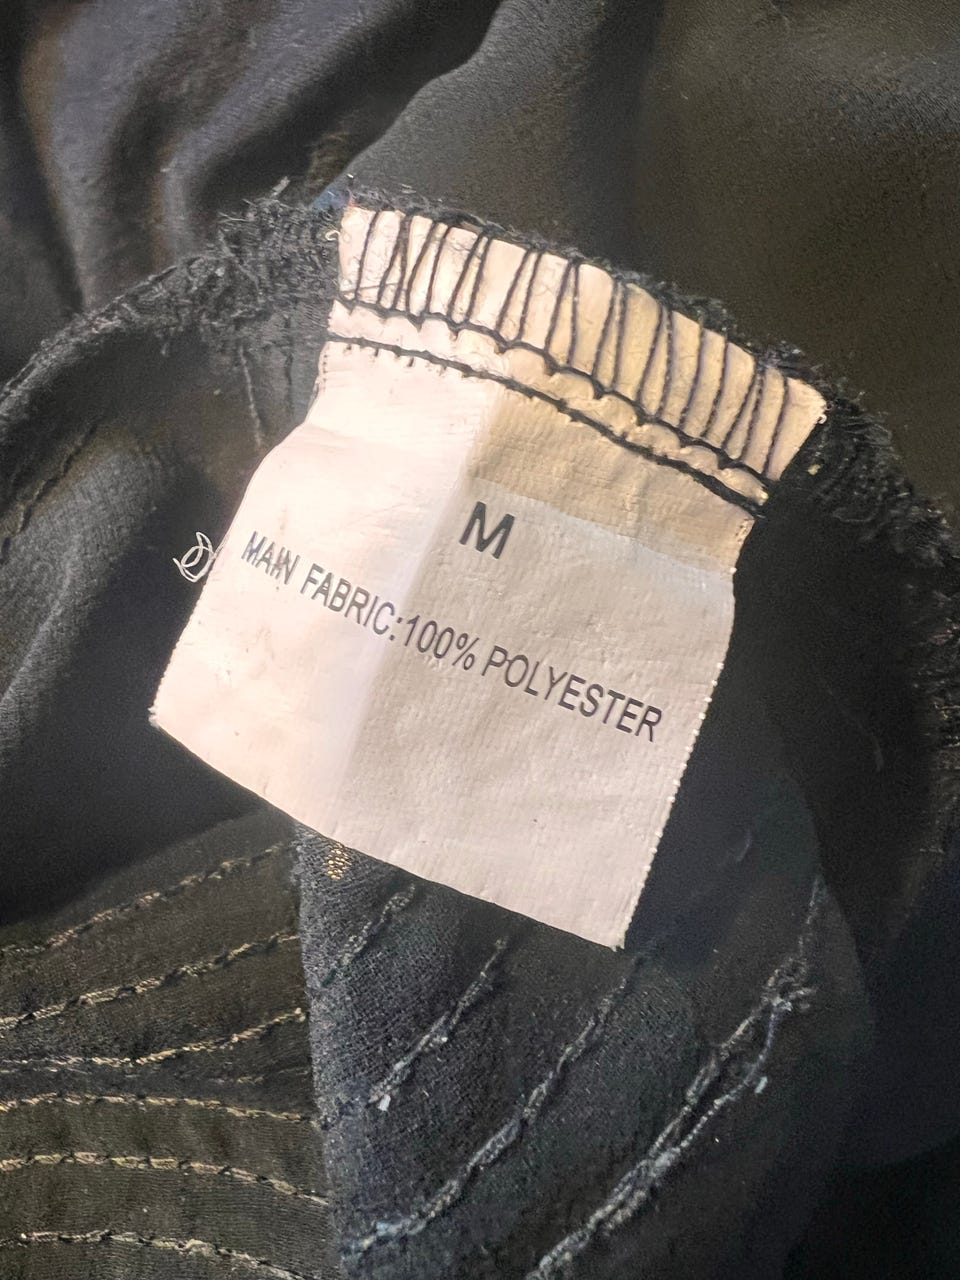 M
MAIN FABRIC:100% POLYESTER